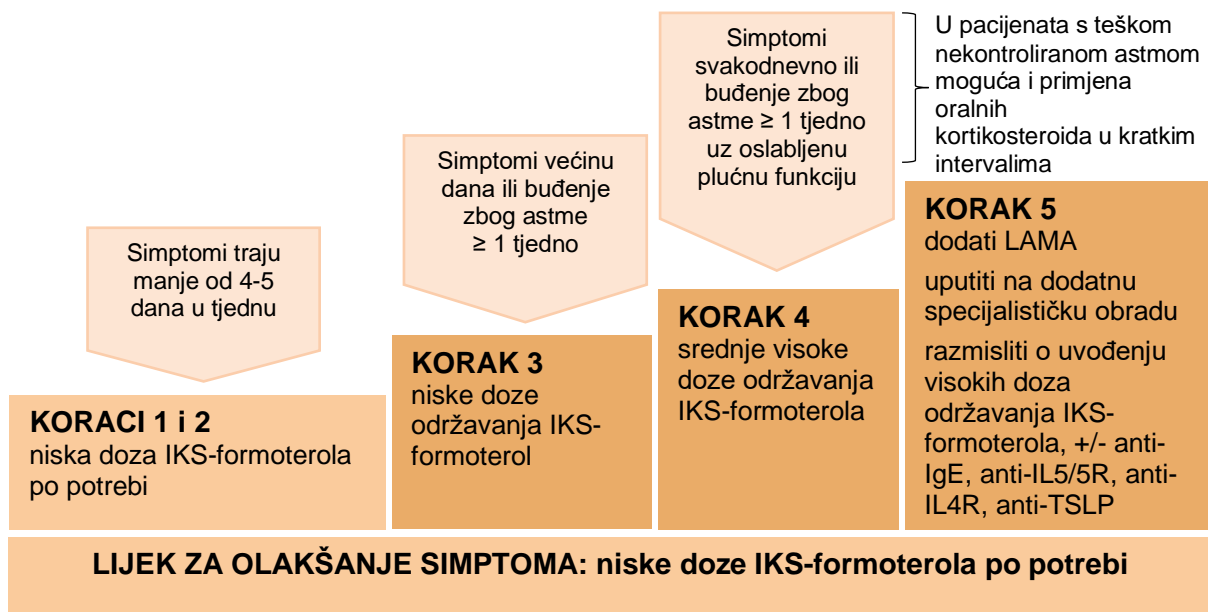 Simptomi traju
manje od 4-5
dana u tjednu
KORACI 1 i 2
niska doza IKS-formoterola
po potrebi
Simptomi većinu
dana ili buđenje
zbog astme
≥ 1 tjedno
KORAK 3
niske doze
održavanja IKS-
formoterol
Simptomi
svakodnevno ili
buđenje zbog
astme ≥ 1 tjedno
uz oslabljenu
plućnu funkciju
KORAK 4
srednje visoke
doze održavanja
IKS-formoterola
U pacijenata s teškom
nekontroliranom astmom
moguća i primjena
oralnih
kortikosteroida u kratkim
intervalima
KORAK 5
dodati LAMA
uputiti na dodatnu
specijalističku obradu
razmisliti o uvođenju
visokih doza
održavanja IKS-
formoterola, +/- anti-
IgE, anti-IL5/5R, anti-
IL4R, anti-TSLP
LIJEK ZA OLAKŠANJE SIMPTOMA: niske doze IKS-formoterola po potrebi